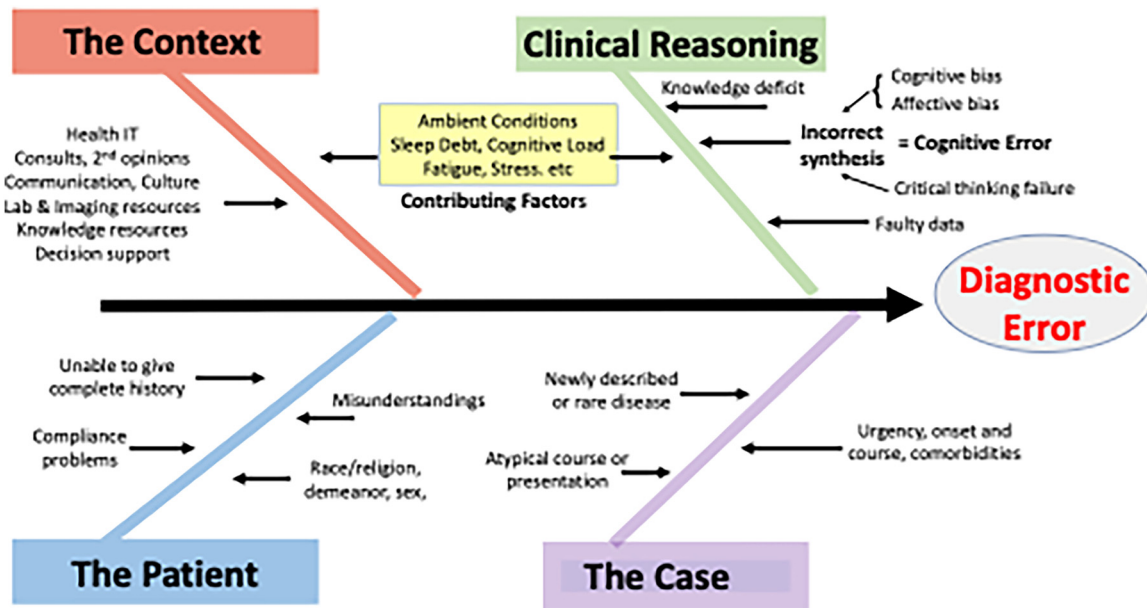 The Context
Clinical Reasoning
Health IT
Consults, 2nd opinions
Communication, Culture
Lab & Imaging resources
Knowledge resources
Decision support
Ambient Conditions
Sleep Debt, Cognitive Load
Fatigue, Stress. etc
Contributing Factors
Knowledge deficit
Cognitive bias
Affective bias
Incorrect
synthesis
= Cognitive Error
Critical thinking failure
Faulty data
Diagnostic
Error
Unable to give
complete history
Misunderstandings
Compliance
problems
Race/religion,
demeanor, sex,
Newly described
or rare disease
Urgency, onset and
course, comorbidities
Atypical course or
presentation
The Patient
The Case